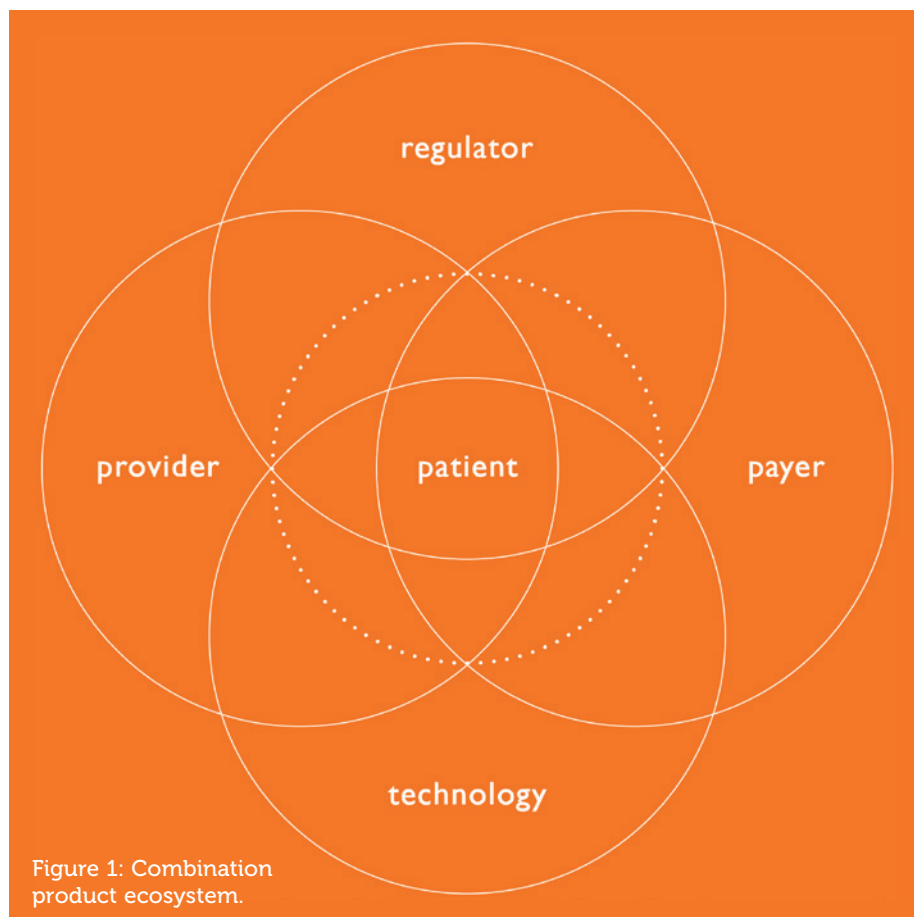 regulator
provider
patient
payer
technology
Figure 1: Combination
product ecosystem.